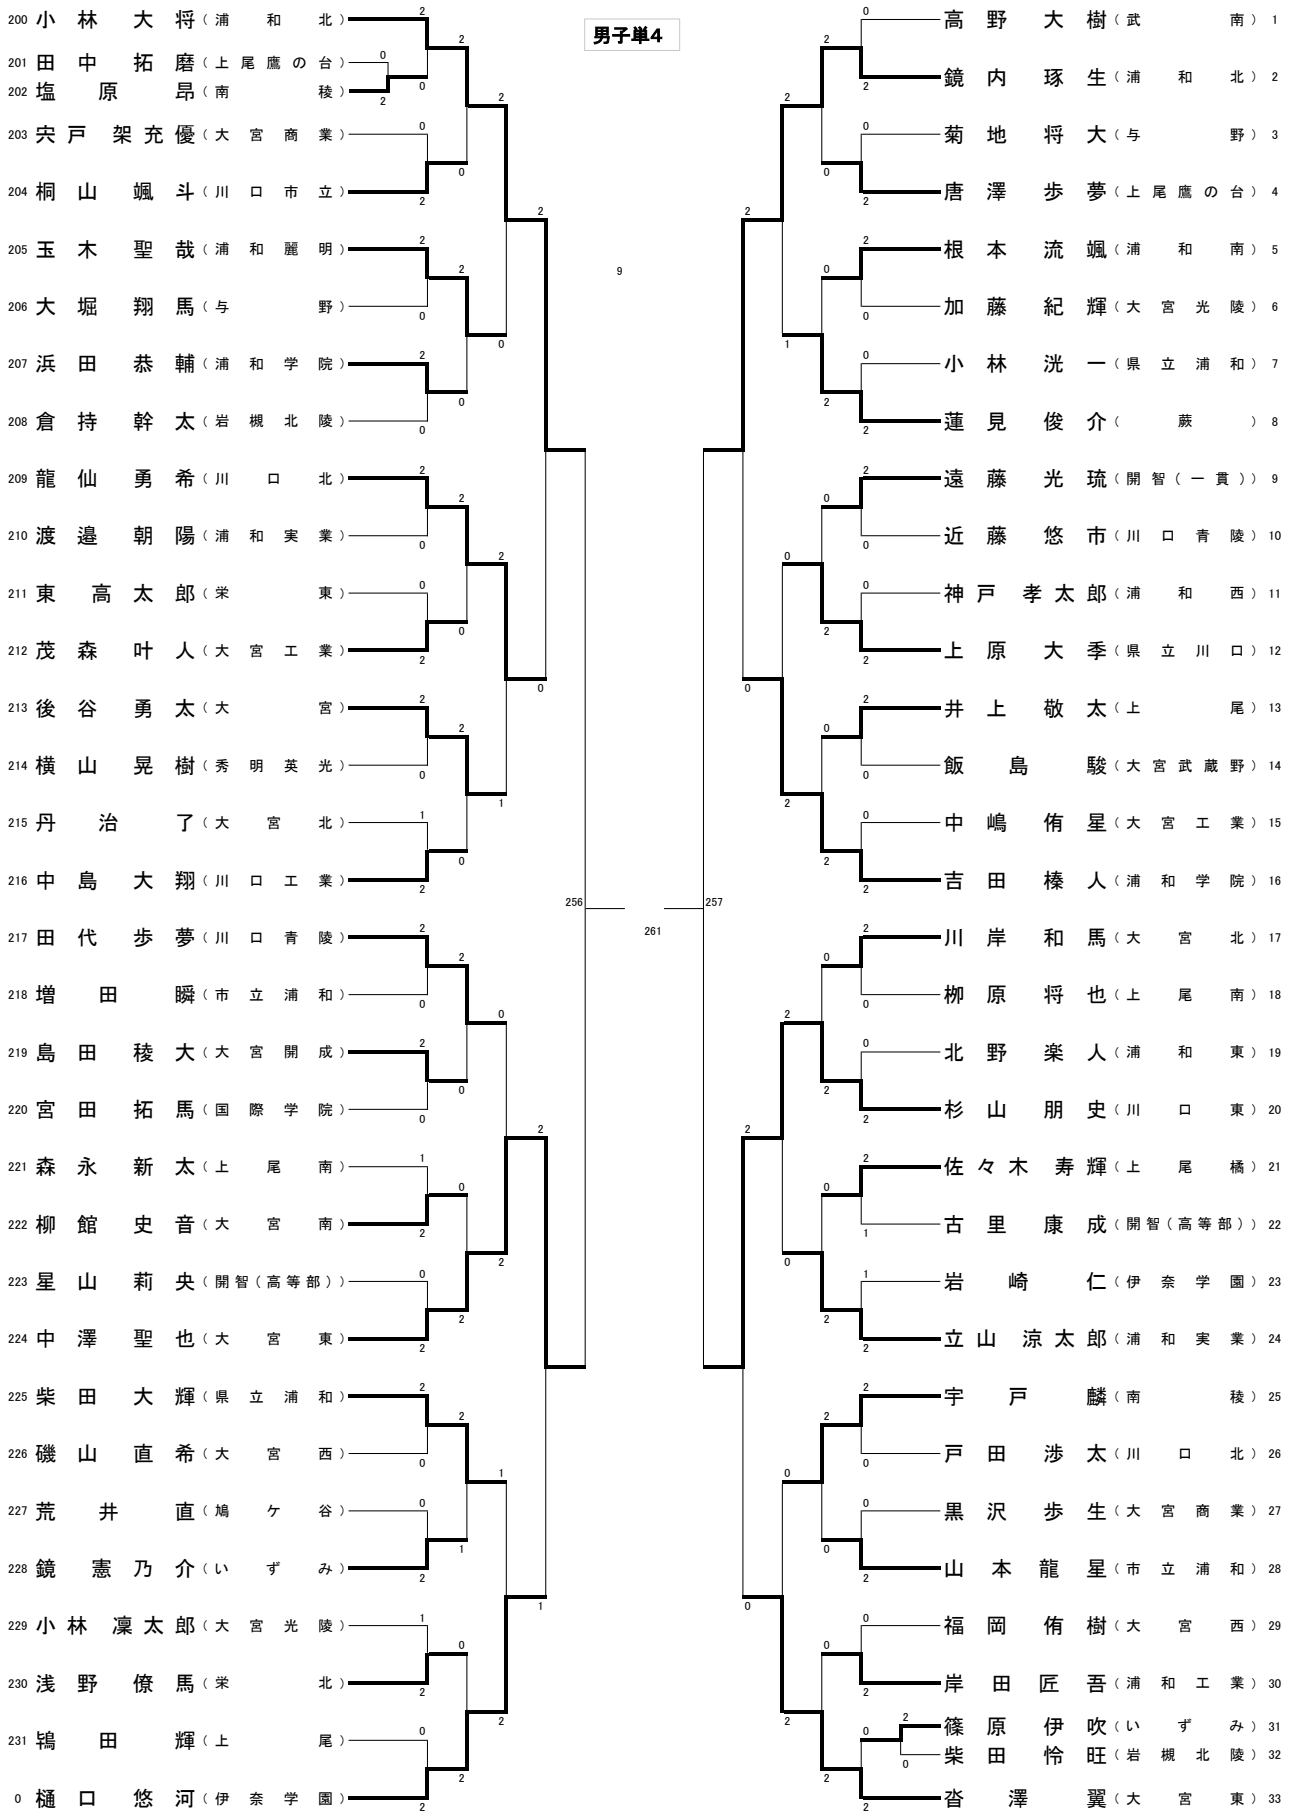 男子単4
200 小林大将 (浦和北)
201 田中拓磨 (上尾鷹の台)
202 塩原昂 (南稜)
203 宍戸架充優 (大宮商業)
204 桐山颯斗 (川口市立)
205 玉木聖哉 (浦和麗明)
206 大堀翔馬 (与野)
207 浜田恭輔 (浦和学院)
208 倉持幹太 (岩槻北陵)
209 龍仙勇希 (川口北)
210 渡邉朝陽 (浦和実業)
211 東高太郎 (栄東)
212 茂森叶人 (大宮工業)
213 後谷勇太 (大宮)
214 横山晃樹 (秀明英光)
215 丹治了 (大宮北)
216 中島大翔 (川口工業)
217 田代歩夢 (川口青陵)
218 増田瞬 (市立浦和)
219 島田稜大 (大宮開成)
220 宮田拓馬 (国際学院)
221 森永新太 (上尾南)
222 柳館史音 (大宮南)
223 星山莉央 (開智(高等部))
224 中澤聖也 (大宮東)
225 柴田大輝 (県立浦和)
226 磯山直希 (大宮西)
227 荒井直 (鳩ケ谷)
228 鏡憲乃介 (いずみ)
229 小林凜太郎 (大宮光陵)
230 浅野僚馬 (栄北)
231 鴇田輝 (上尾)
0 樋口悠河 (伊奈学園)
9
256
257
261
高野大樹 (武南) 1
鏡内琢生 (浦和北) 2
菊地将大 (与野) 3
唐澤歩夢 (上尾鷹の台) 4
根本流颯 (浦和南) 5
加藤紀輝 (大宮光陵) 6
小林洸一 (県立浦和) 7
蓮見俊介 (蕨) 8
遠藤光琉 (開智(一貫)) 9
近藤悠市 (川口青陵) 10
神戸孝太郎 (浦和西) 11
上原大季 (県立川口) 12
井上敬太 (上尾) 13
飯島駿 (大宮武蔵野) 14
中嶋侑星 (大宮工業) 15
吉田榛人 (浦和学院) 16
川岸和馬 (大宮北) 17
栁原将也 (上尾南) 18
北野楽人 (浦和東) 19
杉山朋史 (川口東) 20
佐々木寿輝 (上尾橘) 21
古里康成 (開智(高等部)) 22
岩崎仁 (伊奈学園) 23
立山涼太郎 (浦和実業) 24
宇戸麟 (南稜) 25
戸田渉太 (川口北) 26
黒沢歩生 (大宮商業) 27
山本龍星 (市立浦和) 28
福岡侑樹 (大宮西) 29
岸田匠吾 (浦和工業) 30
篠原伊吹 (いずみ) 31
柴田怜旺 (岩槻北陵) 32
沓澤翼 (大宮東) 33